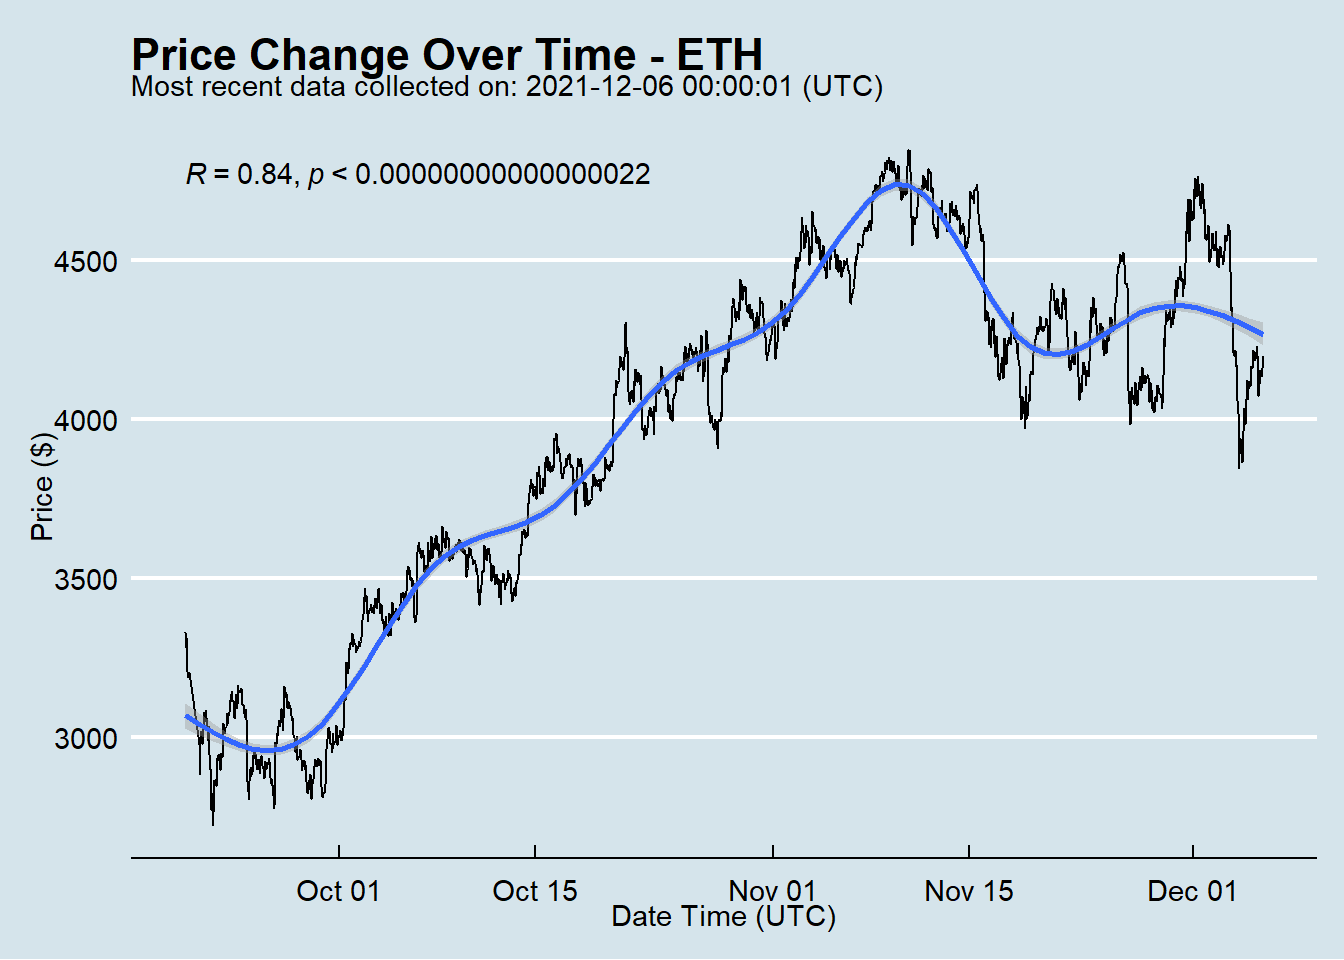 Price Change Over Time - ETH
Most recent data collected on: 2021-12-06 00:00:01 (UTC)
R = 0.84, p < 0.00000000000000022
4500
4000
3500
3000
Price ($)
Oct 01
Oct 15
Nov 01
Nov 15
Dec 01
Date Time (UTC)